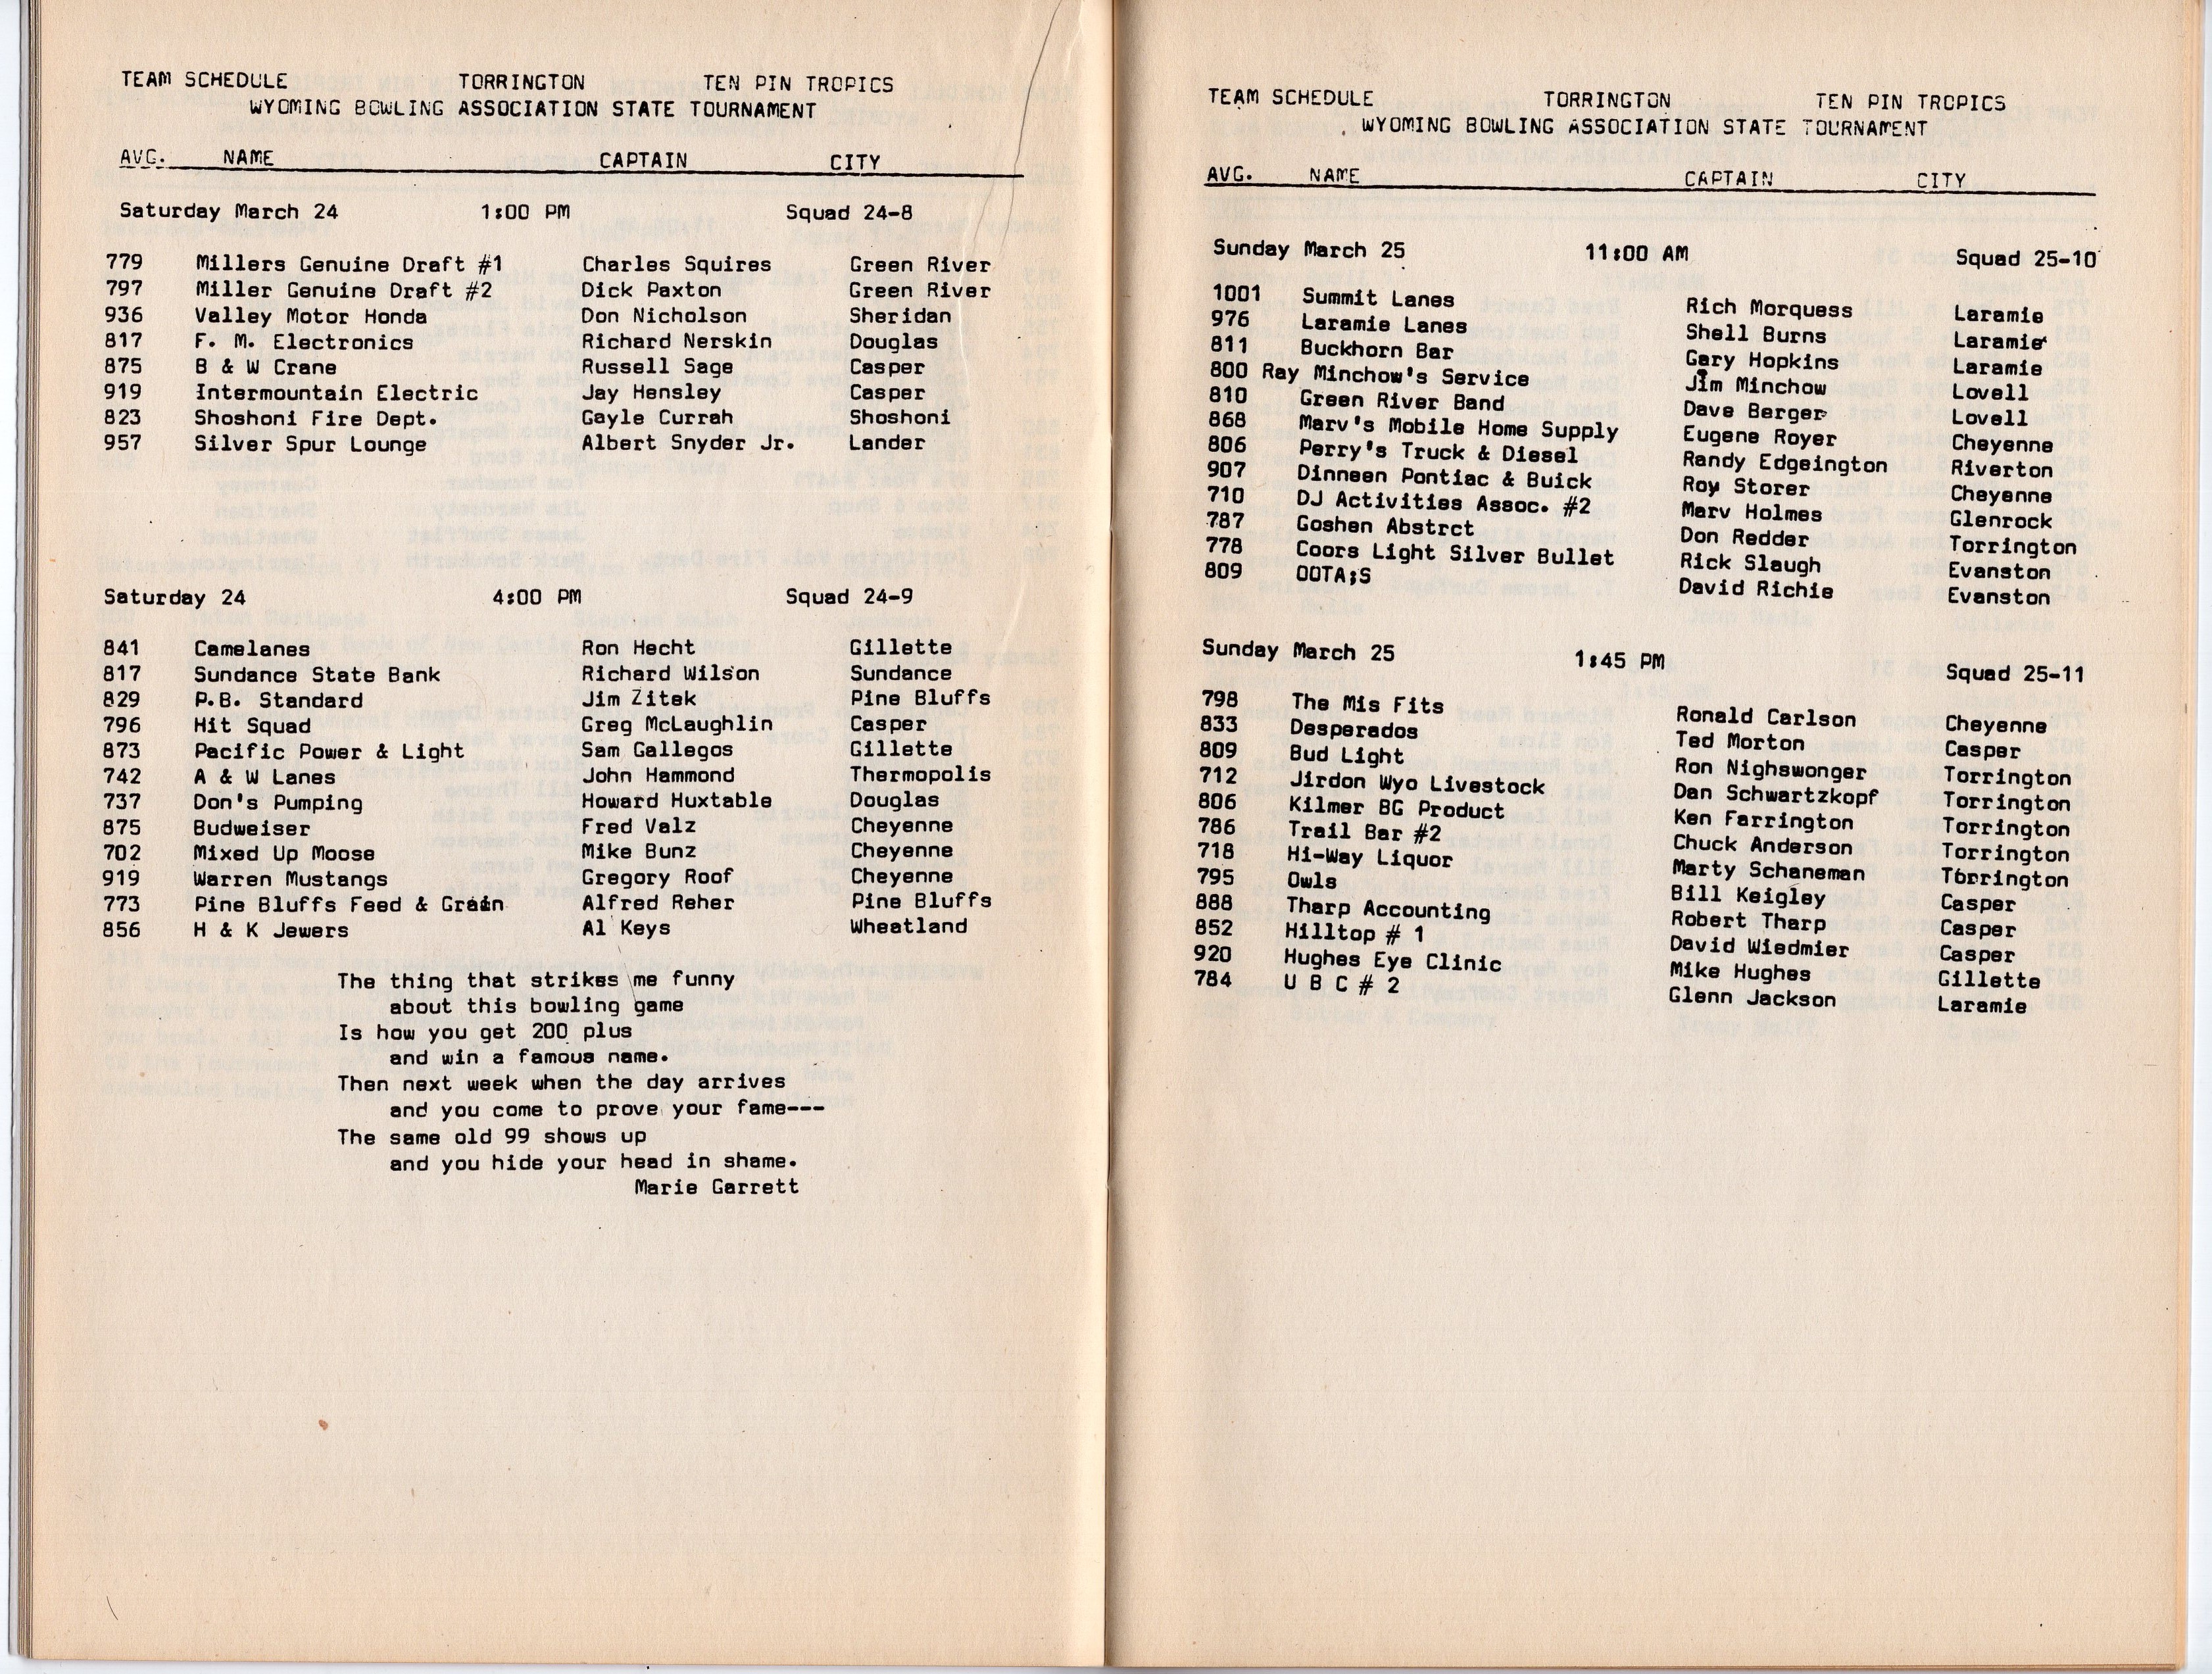 TEAM SCHEDULE TORRINGTON TEN PIN TROPICS
WYOMING BOWLING ASSOCIATION STATE TOURNAMENT
AVG. NAME CAPTAIN CITY
Saturday March 24 1:00 PM Squad 24-8
779 Millers Genuine Draft #1 Charles Squires Green River
797 Miller Genuine Draft #2 Dick Paxton Green River
936 Valley Motor Honda Don Nicholson Sheridan
817 F. M. Electronics Richard Nerskin Douglas
875 B & W Crane Russell Sage Casper
919 Intermountain Electric Jay Hensley Casper
823 Shoshoni Fire Dept. Gayle Currah Shoshoni
957 Silver Spur Lounge Albert Snyder Jr. Lander
Saturday 24 4:00 PM Squad 24-9
841 Camelanes Ron Hecht Gillette
817 Sundance State Bank Richard Wilson Sundance
829 P.B. Standard Jim Zitek Pine Bluffs
796 Hit Squad Greg McLaughlin Casper
873 Pacific Power & Light Sam Gallegos Gillette
742 A & W Lanes John Hammond Thermopolis
737 Don's Pumping Howard Huxtable Douglas
875 Budweiser Fred Valz Cheyenne
702 Mixed Up Moose Mike Bunz Cheyenne
919 Warren Mustangs Gregory Roof Cheyenne
773 Pine Bluffs Feed & Grain Alfred Reher Pine Bluffs
856 H & K Jewers Al Keys Wheatland
The thing that strikes me funny
about this bowling game
Is how you get 200 plus
and win a famous name.
Then next week when the day arrives
and you come to prove your fame---
The same old 99 shows up
and you hide your head in shame.
Marie Garrett
TEAM SCHEDULE TORRINGTON TEN PIN TROPICS
WYOMING BOWLING ASSOCIATION STATE TOURNAMENT
AVG. NAME CAPTAIN CITY
Sunday March 25 11:00 AM Squad 25-10
1001 Summit Lanes Rich Morquess Laramie
976 Laramie Lanes Shell Burns Laramie
811 Buckhorn Bar Gary Hopkins Laramie
800 Ray Minchow's Service Jim Minchow Lovell
810 Green River Band Dave Berger Lovell
868 Marv's Mobile Home Supply Eugene Royer Cheyenne
806 Perry's Truck & Diesel Randy Edgeington Riverton
907 Dinneen Pontiac & Buick Roy Storer Cheyenne
710 DJ Activities Assoc. #2 Marv Holmes Glenrock
787 Goshen Abstrct Don Redder Torrington
778 Coors Light Silver Bullet Rick Slaugh Evanston
809 OOTA;S David Richie Evanston
Sunday March 25 1:45 PM Squad 25-11
798 The Mis Fits Ronald Carlson Cheyenne
833 Desperados Ted Morton Casper
809 Bud Light Ron Nighswonger Torrington
712 Jirdon Wyo Livestock Dan Schwartzkopf Torrington
806 Kilmer BG Product Ken Farrington Torrington
786 Trail Bar #2 Chuck Anderson Torrington
718 Hi-Way Liquor Marty Schaneman Torrington
795 Owls Bill Keigley Casper
888 Tharp Accounting Robert Tharp Casper
852 Hilltop # 1 David Wiedmier Casper
920 Hughes Eye Clinic Mike Hughes Gillette
784 U B C # 2 Glenn Jackson Laramie